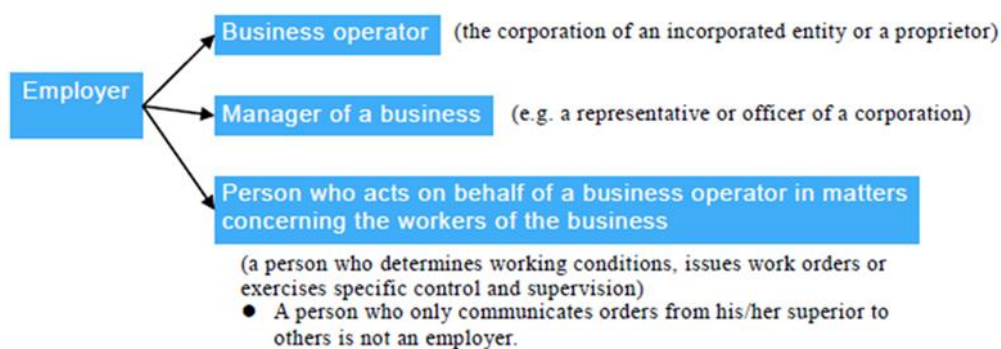 Business operator (the corporation of an incorporated entity or a proprietor)
Employer
Manager of a business (e.g. a representative or officer of a corporation)
Person who acts on behalf of a business operator in matters
concerning the workers of the business
(a person who determines working conditions, issues work orders or
exercises specific control and supervision)
● A person who only communicates orders from his/her superior to
others is not an employer.